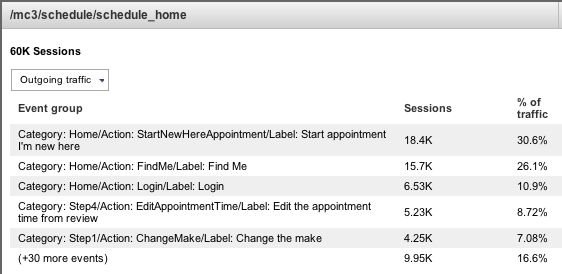 /mc3/schedule/schedule_home
60K Sessions
Outgoing traffic
Event group Sessions % of traffic
Category: Home/Action: StartNewHereAppointment/Label: Start appointment I'm new here 18.4K 30.6%
Category: Home/Action: FindMe/Label: Find Me 15.7K 26.1%
Category: Home/Action: Login/Label: Login 6.53K 10.9%
Category: Step4/Action: EditAppointmentTime/Label: Edit the appointment time from review 5.23K 8.72%
Category: Step1/Action: ChangeMake/Label: Change the make 4.25K 7.08%
(+30 more events) 9.95K 16.6%